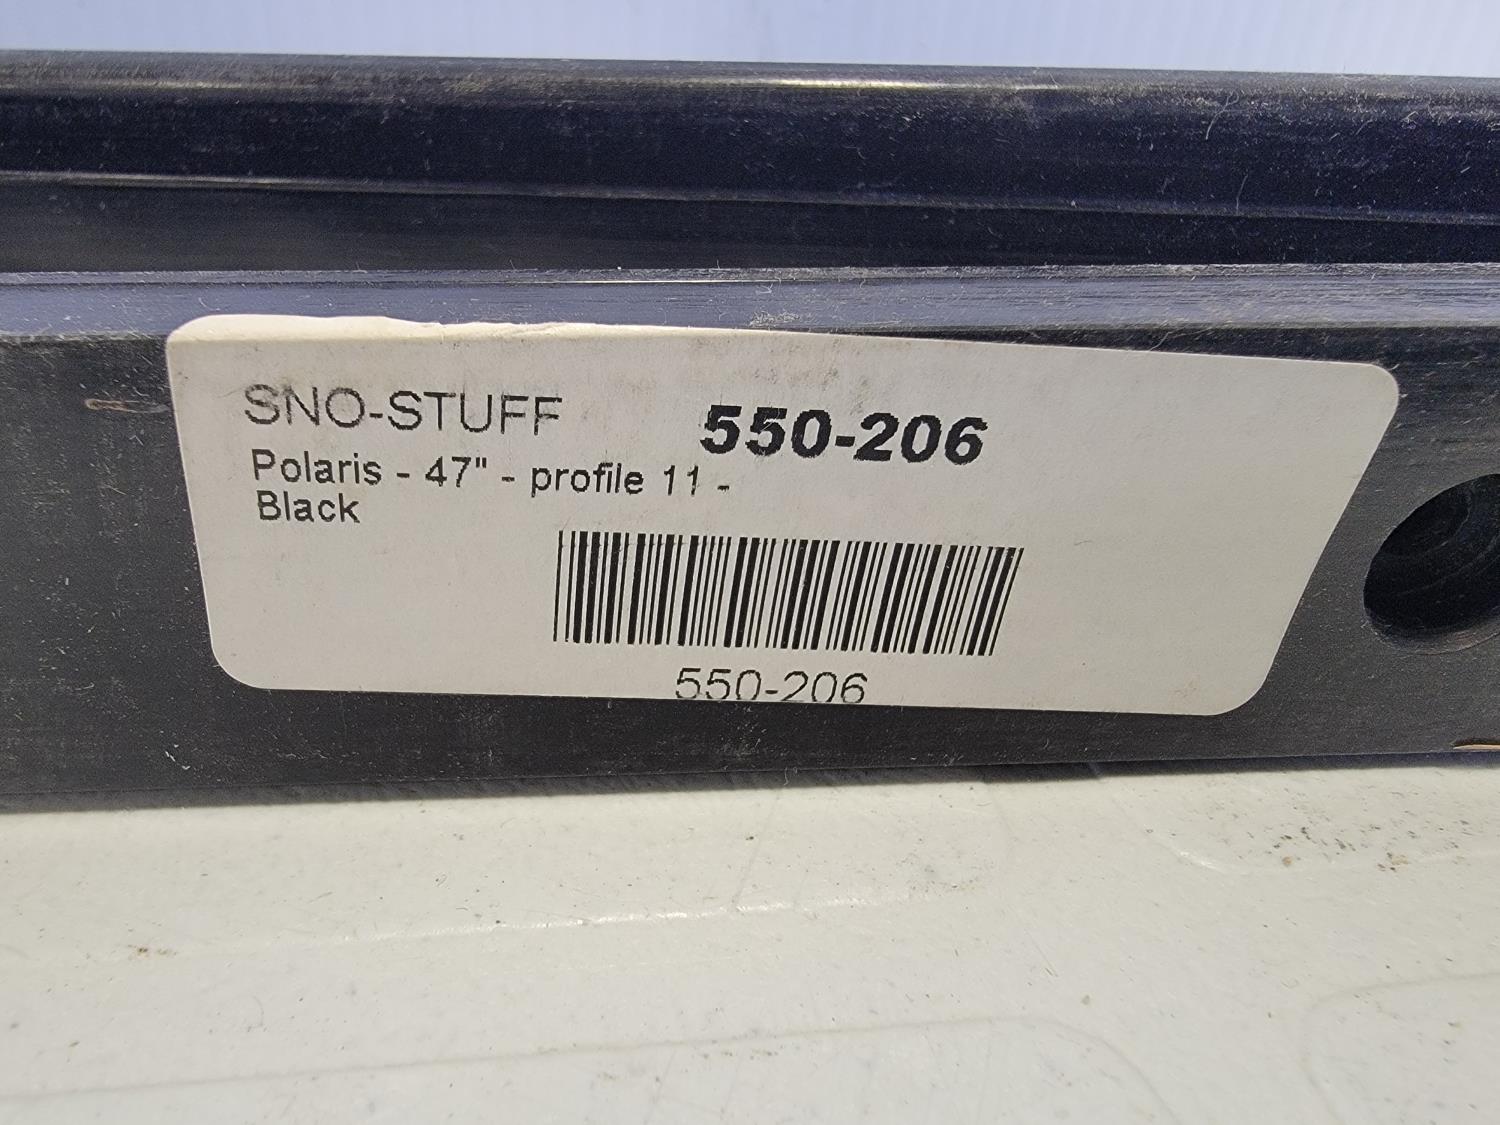 SNO-STUFF 550-206
Polaris - 47" - profile 11 -
Black
550-206